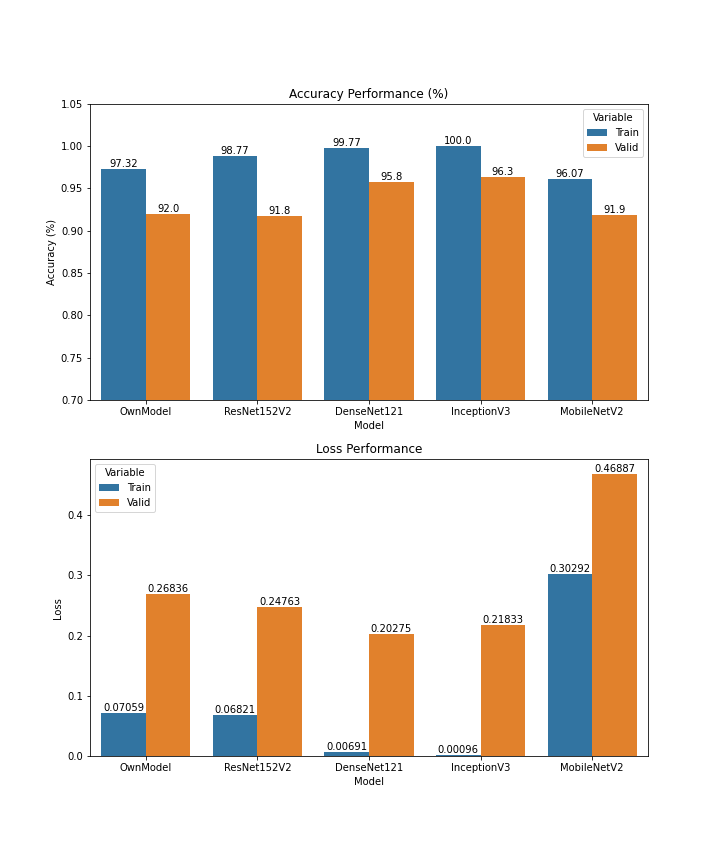 Accuracy Performance (%)
1.05
1.00
0.95
0.90
0.85
0.80
0.75
0.70
Accuracy (%)
Variable
Train
Valid
97.32
92.0
98.77
91.8
99.77
95.8
100.0
96.3
96.07
91.9
OwnModel
ResNet152V2
DenseNet121
InceptionV3
MobileNetV2
Model
Loss Performance
Variable
Train
Valid
0.4
0.3
0.2
0.1
0.0
Loss
0.07059
0.26836
0.06821
0.24763
0.00691
0.20275
0.00096
0.21833
0.30292
0.46887
OwnModel
ResNet152V2
DenseNet121
InceptionV3
MobileNetV2
Model